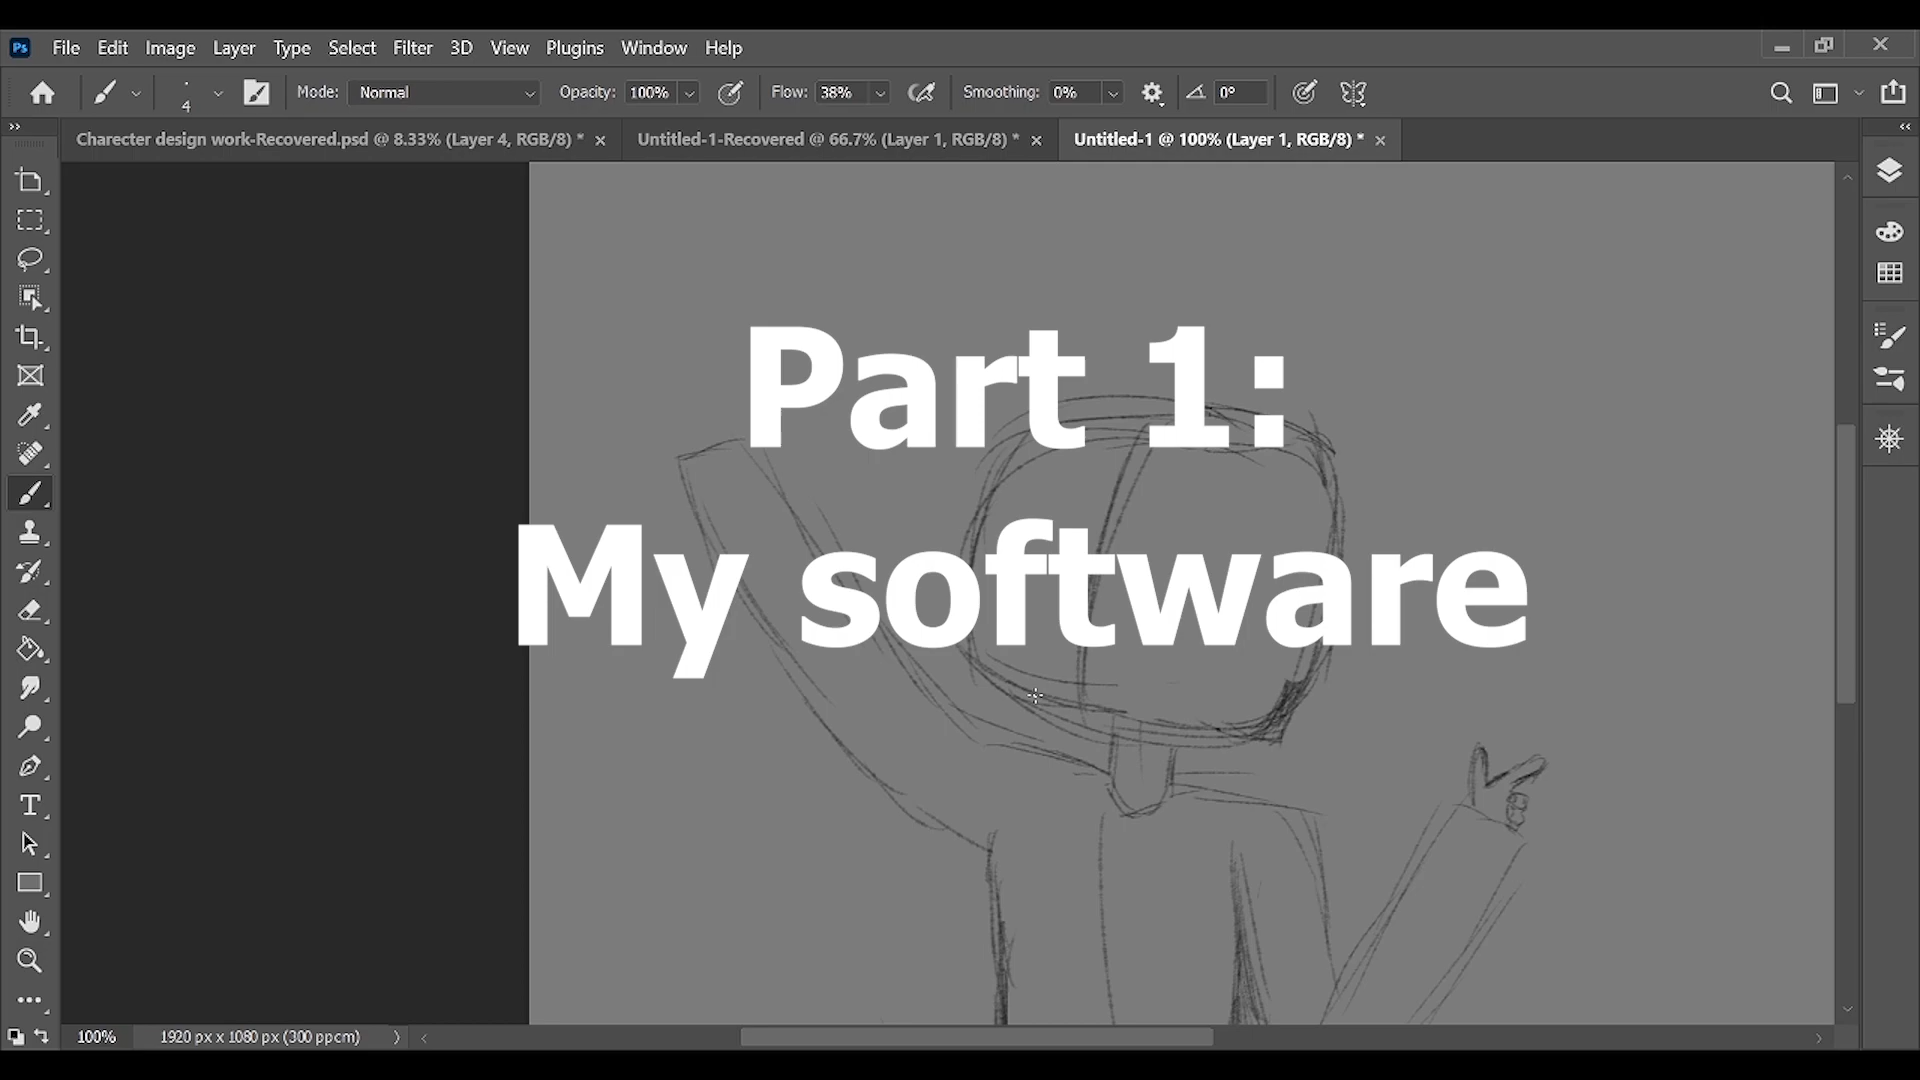 Ps File Edit Image Layer Type Select Filter 3D View Plugins Window Help
4 Mode: Normal Opacity: 100% Flow: 38% Smoothing: 0% 0°
Charecter design work-Recovered.psd @ 8.33% (Layer 4, RGB/8) * Untitled-1-Recovered @ 66.7% (Layer 1, RGB/8) * Untitled-1 @ 100% (Layer 1, RGB/8) *
Part 1:
My software
100% 1920 px x 1080 px (300 ppcm)